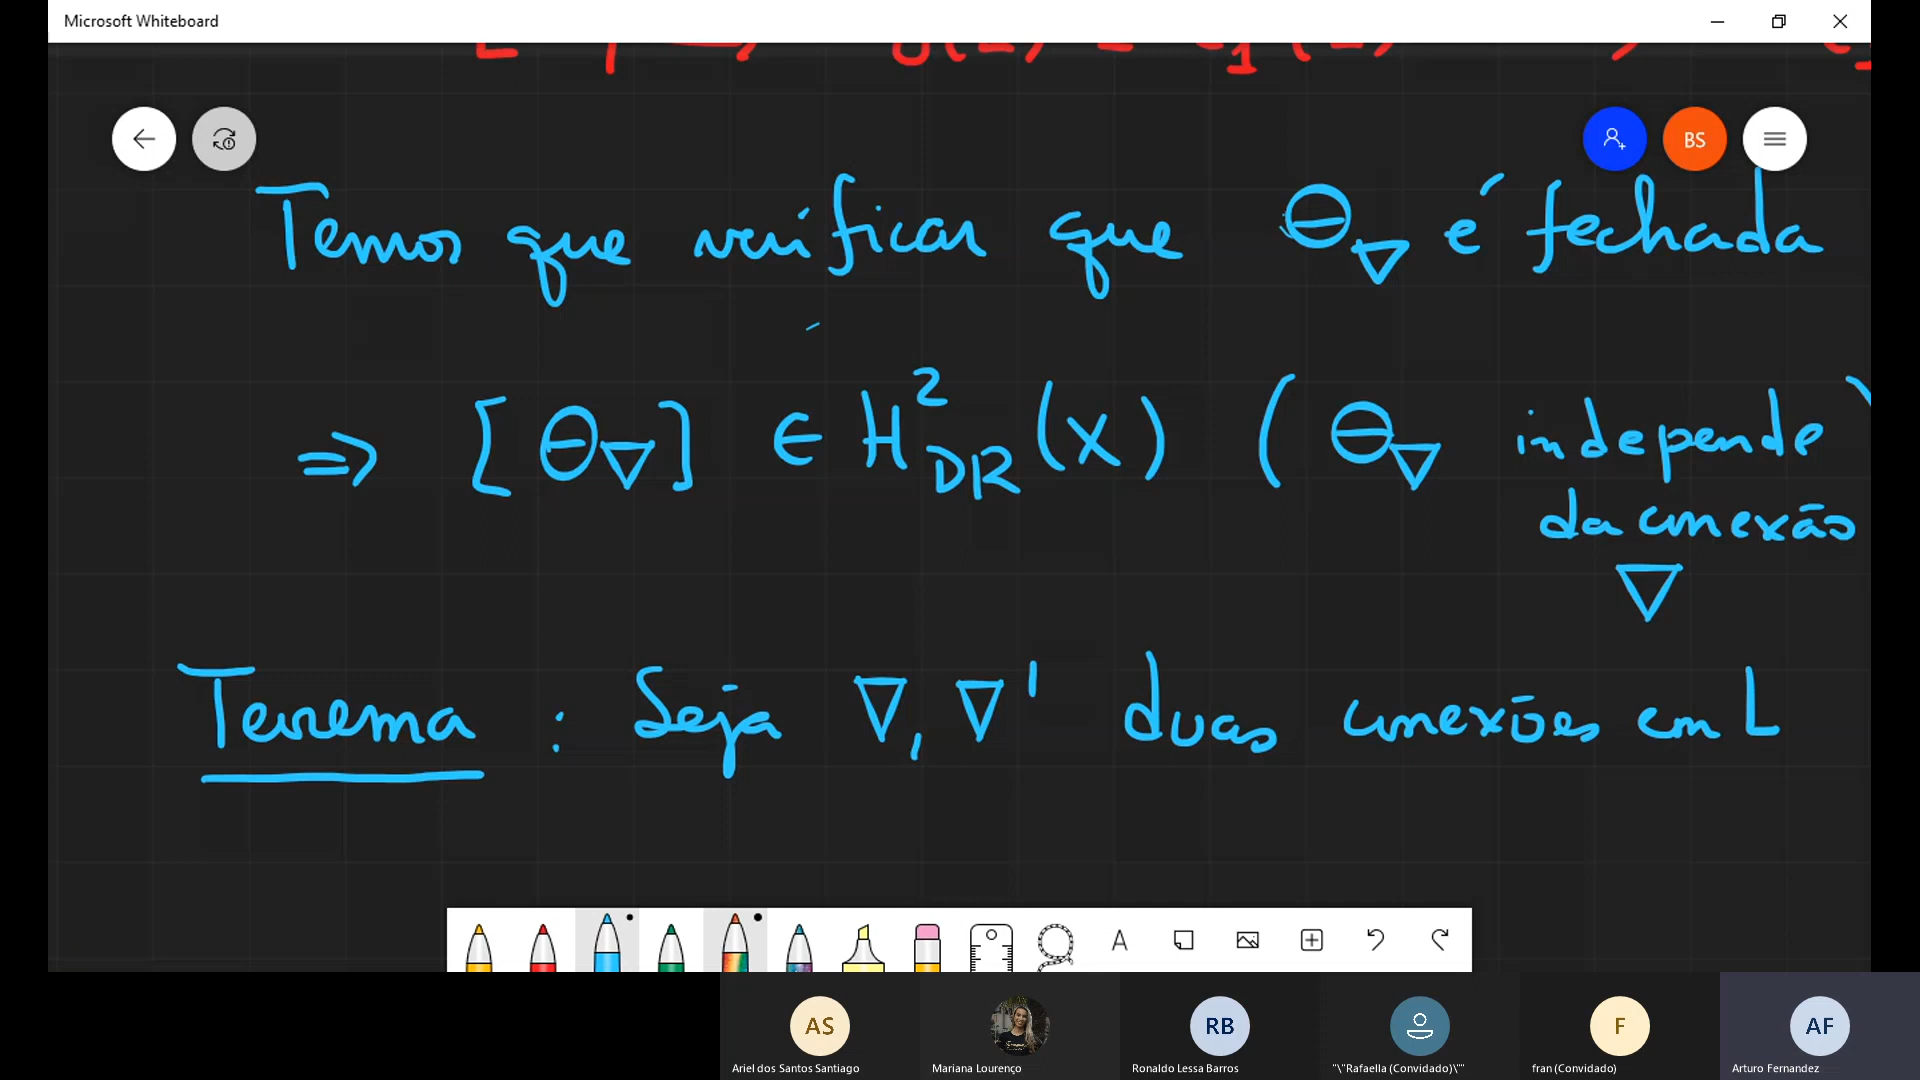 Microsoft Whiteboard
BS
Temos que verificar que Θ∇ é fechada
⇒ [Θ∇] ∈ H²DR(X) (Θ∇ independe)
da conexão
∇
Teorema : Seja ∇, ∇' duas conexões em L
A
AS
RB
F
AF
Ariel dos Santos Santiago
Mariana Lourenço
Ronaldo Lessa Barros
"\"Rafaella (Convidado)\""
fran (Convidado)
Arturo Fernandez